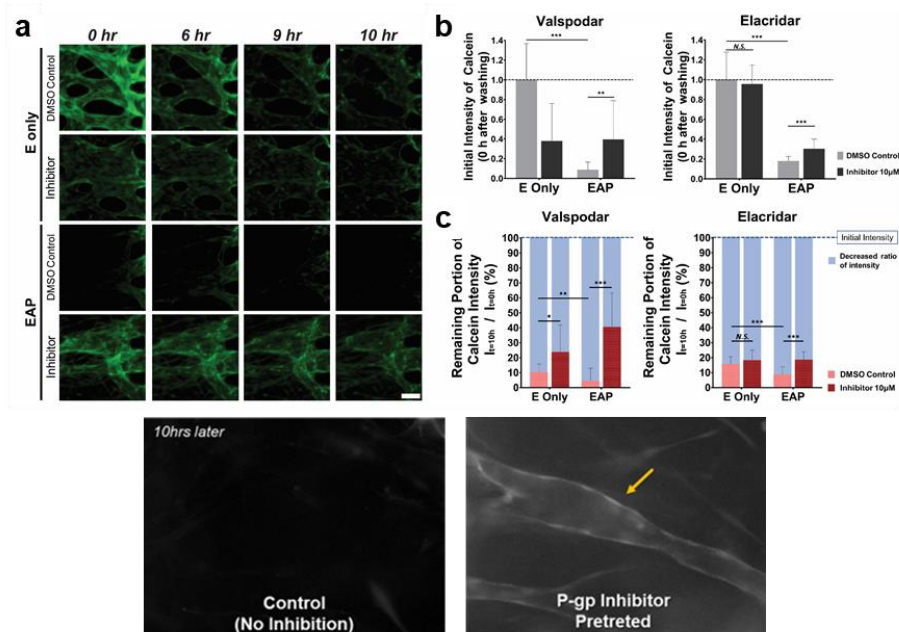 a
0 hr
6 hr
9 hr
10 hr
E only
DMSO Control
Inhibitor
EAP
DMSO Control
Inhibitor
b
Valspodar
Initial Intensity of Calcein
(0 h after washing)
1.4
1.2
1.0
0.8
0.6
0.4
0.2
0.0
***
**
E Only
EAP
Elacridar
Initial Intensity of Calcein
(0 h after washing)
1.4
1.2
1.0
0.8
0.6
0.4
0.2
0.0
***
N.S.
***
E Only
EAP
DMSO Control
Inhibitor 10μM
c
Valspodar
Remaining Portion of
Calcein Intensity
I t=10h / I t=0h (%)
100
90
80
70
60
50
40
30
20
10
0
**
***
*
E Only
EAP
Elacridar
Remaining Portion of
Calcein Intensity
I t=10h / I t=0h (%)
100
90
80
70
60
50
40
30
20
10
0
***
N.S.
***
E Only
EAP
Initial Intensity
Decreased ratio
of intensity
DMSO Control
Inhibitor 10μM
10hrs later
Control
(No Inhibition)
P-gp Inhibitor
Pretreated